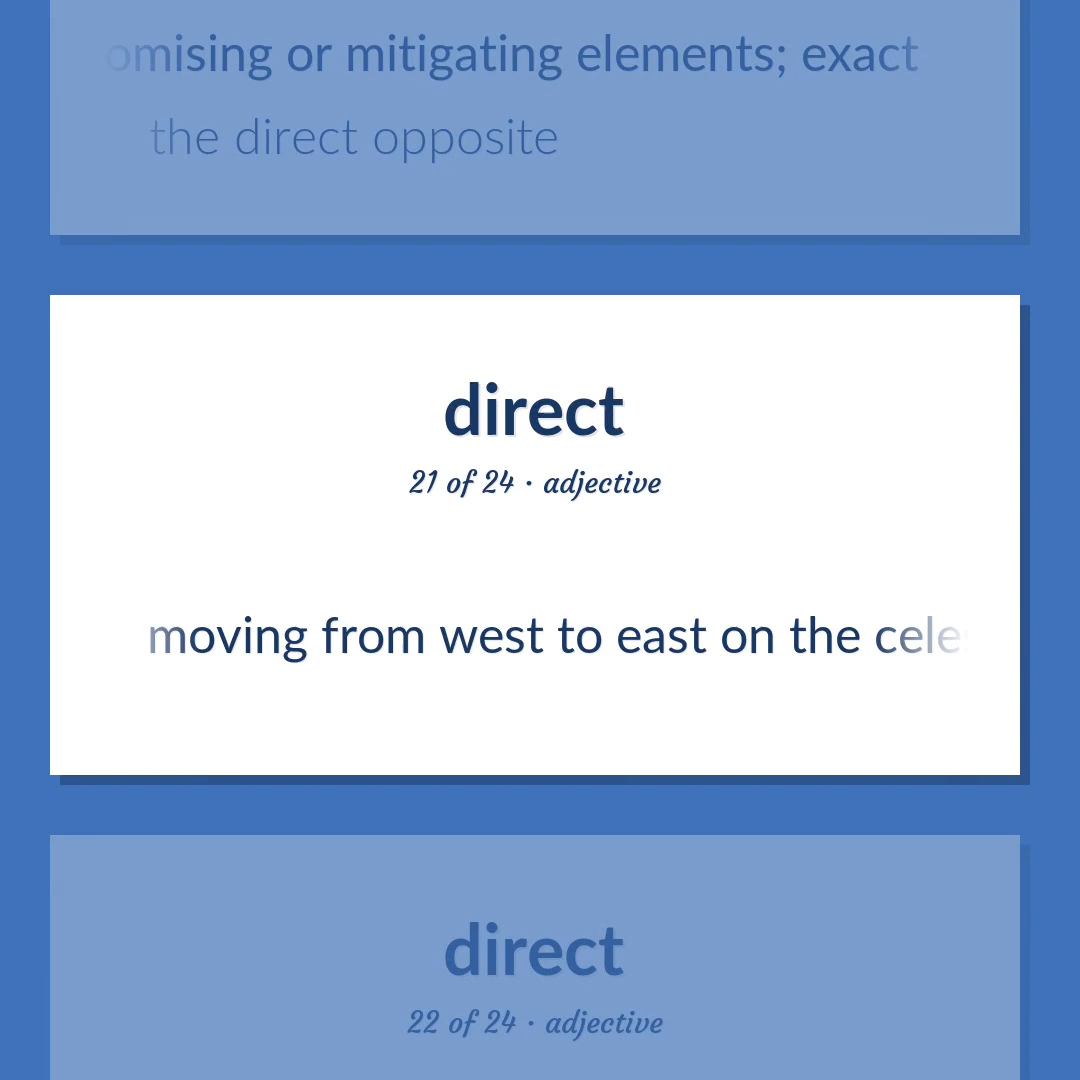 omising or mitigating elements; exact
the direct opposite
direct
21 of 24 · adjective
moving from west to east on the cele
direct
22 of 24 · adjective